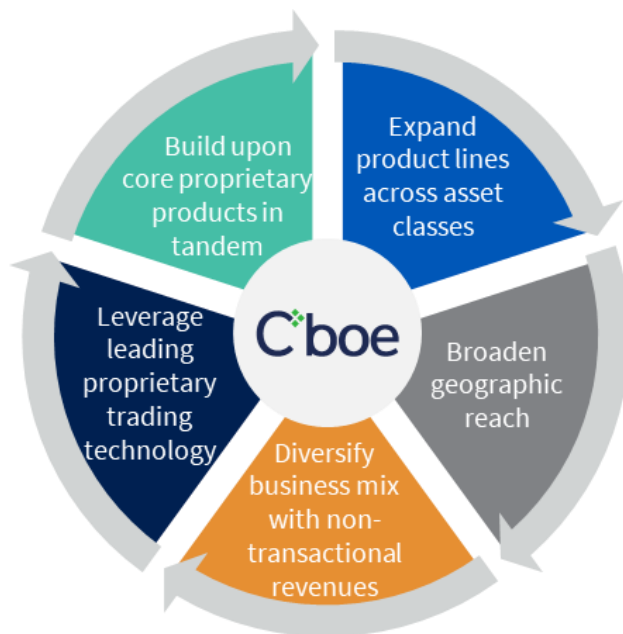 Build upon
core proprietary
products in
tandem
Expand
product lines
across asset
classes
Leverage
leading
proprietary
trading
technology
Cboe
Broaden
geographic
reach
Diversify
business mix
with non-
transactional
revenues